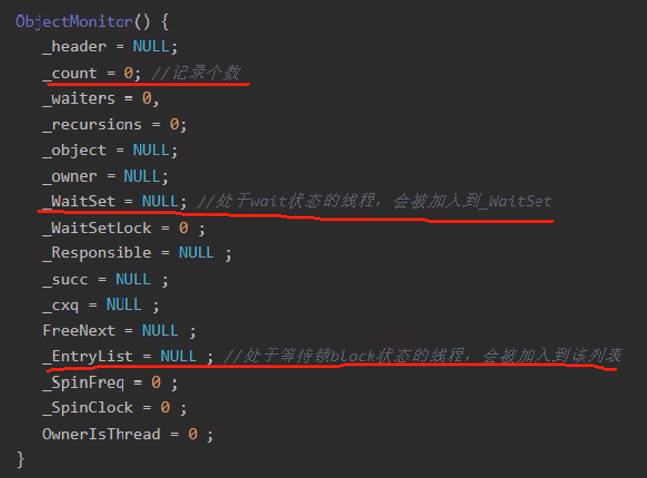 ObjectMonitor() {
_header = NULL;
_count = 0; //记录个数
_waiters = 0,
_recursions = 0;
_object = NULL;
_owner = NULL;
_WaitSet = NULL; //处于wait状态的线程，会被加入到_WaitSet
_WaitSetLock = 0 ;
_Responsible = NULL ;
_succ = NULL ;
_cxq = NULL ;
FreeNext = NULL ;
_EntryList = NULL ; //处于等待锁block状态的线程，会被加入到该列表
_SpinFreq = 0 ;
_SpinClock = 0 ;
OwnerIsThread = 0 ;
}